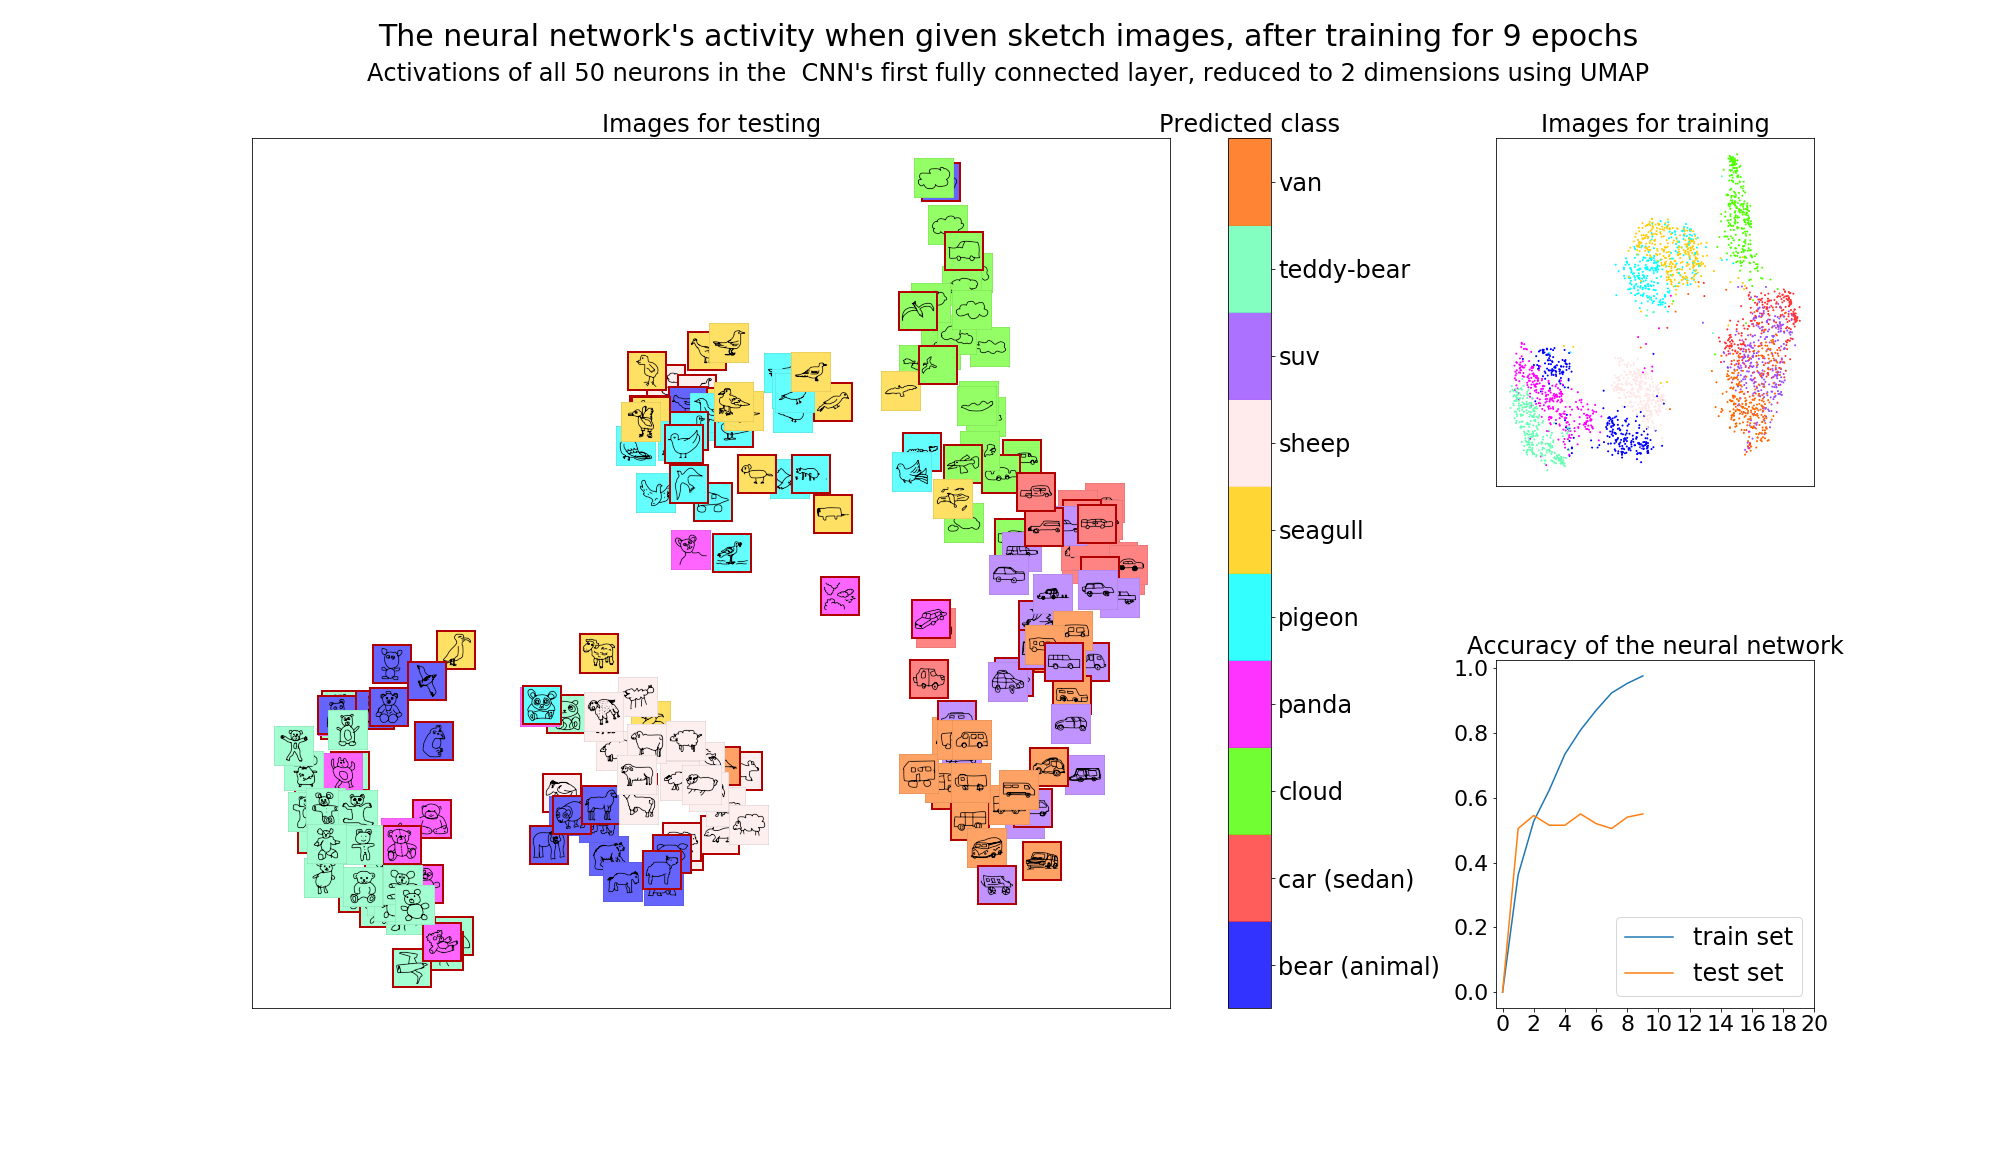 The neural network's activity when given sketch images, after training for 9 epochs
Activations of all 50 neurons in the  CNN's first fully connected layer, reduced to 2 dimensions using UMAP
Images for testing
Predicted class
van
teddy-bear
suv
sheep
seagull
pigeon
panda
cloud
car (sedan)
bear (animal)
Images for training
Accuracy of the neural network
1.0
0.8
0.6
0.4
0.2
0.0
train set
test set
0 2 4 6 8 10 12 14 16 18 20